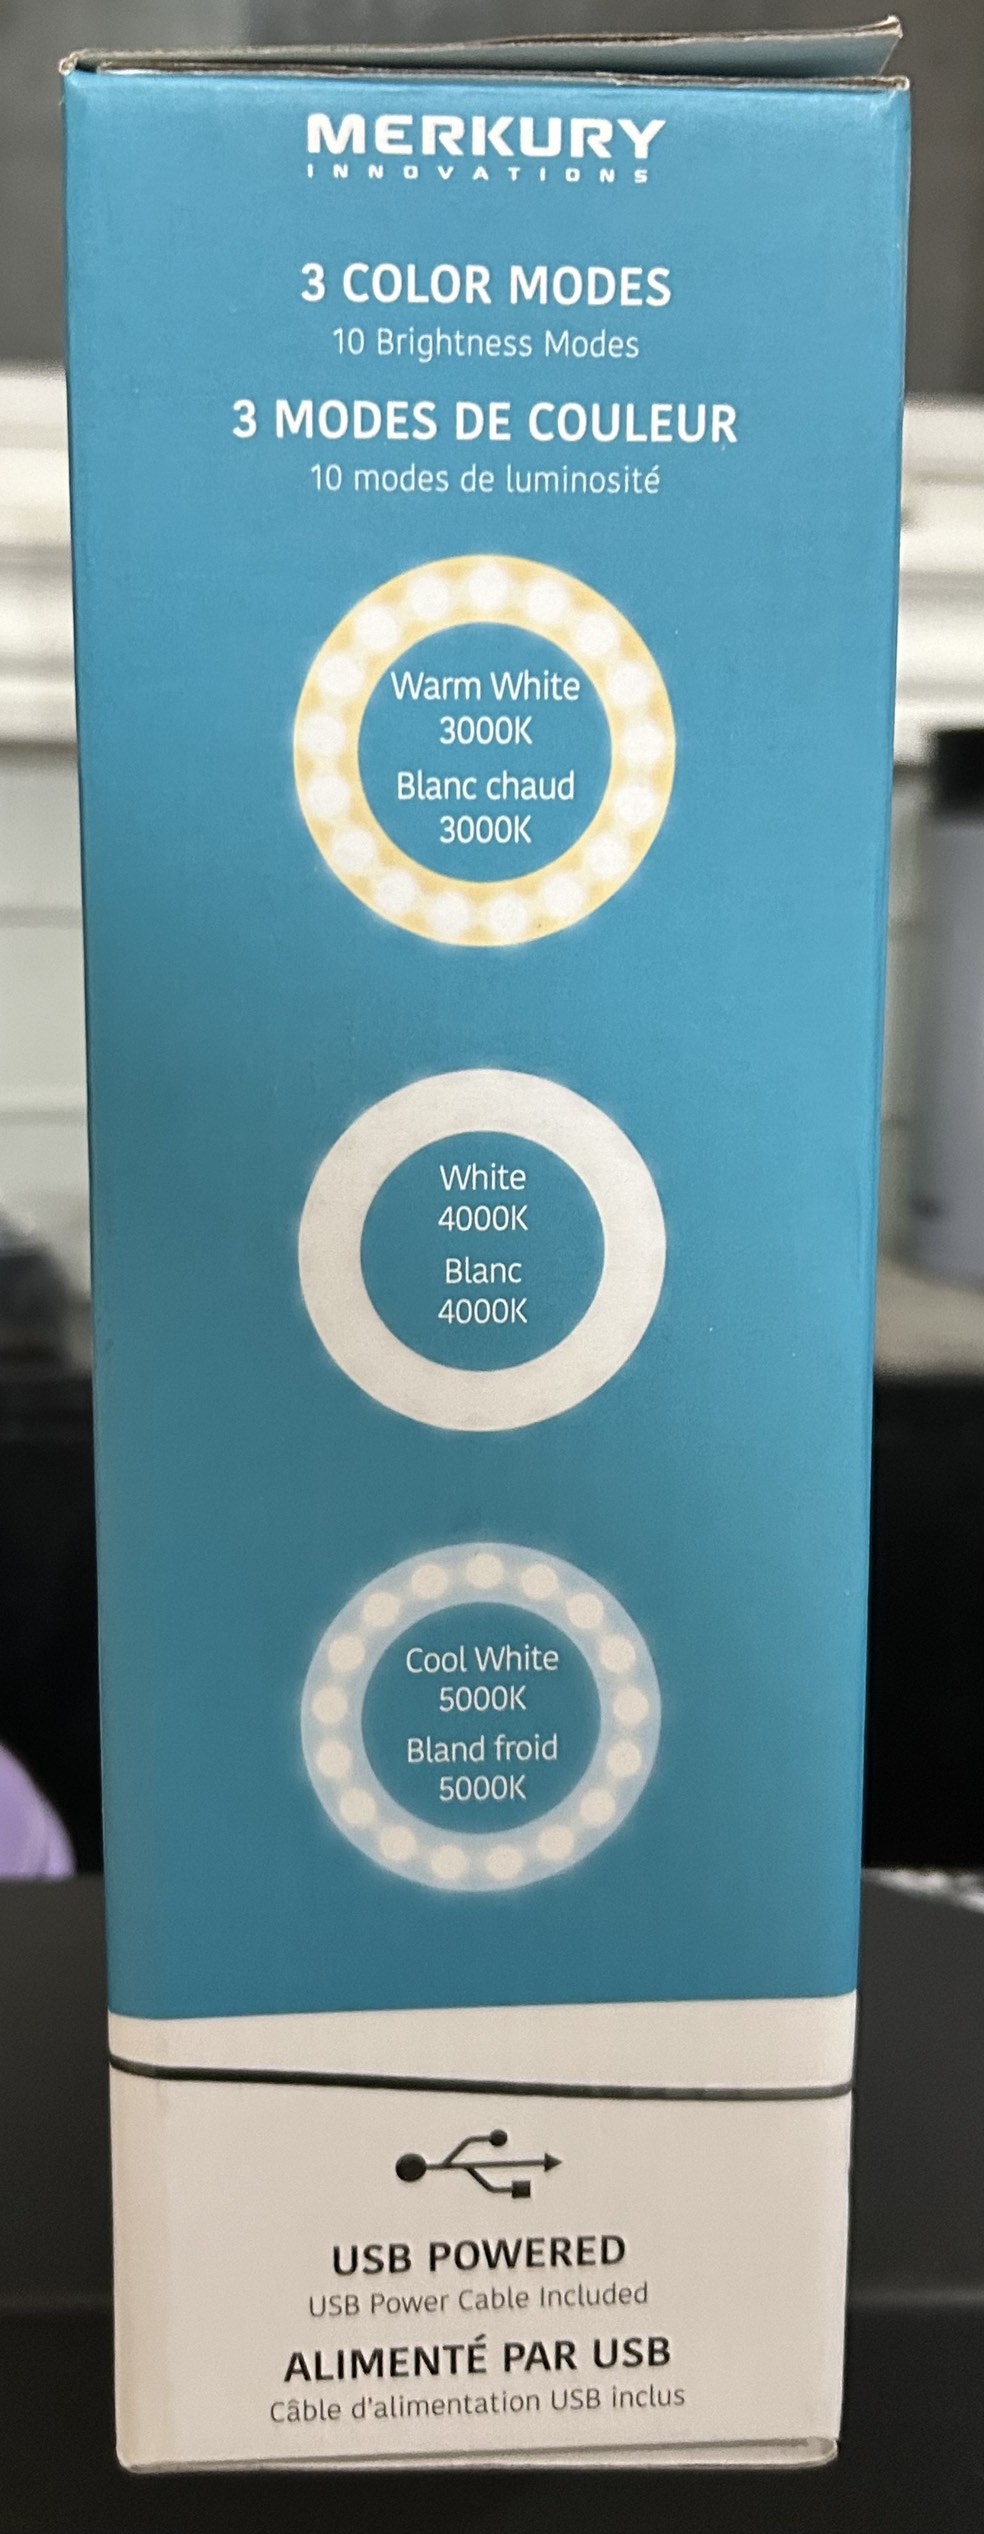 MERKURY
INNOVATIONS
3 COLOR MODES
10 Brightness Modes
3 MODES DE COULEUR
10 modes de luminosité
Warm White
3000K
Blanc chaud
3000K
White
4000K
Blanc
4000K
Cool White
5000K
Bland froid
5000K
USB POWERED
USB Power Cable Included
ALIMENTÉ PAR USB
Câble d'alimentation USB inclus